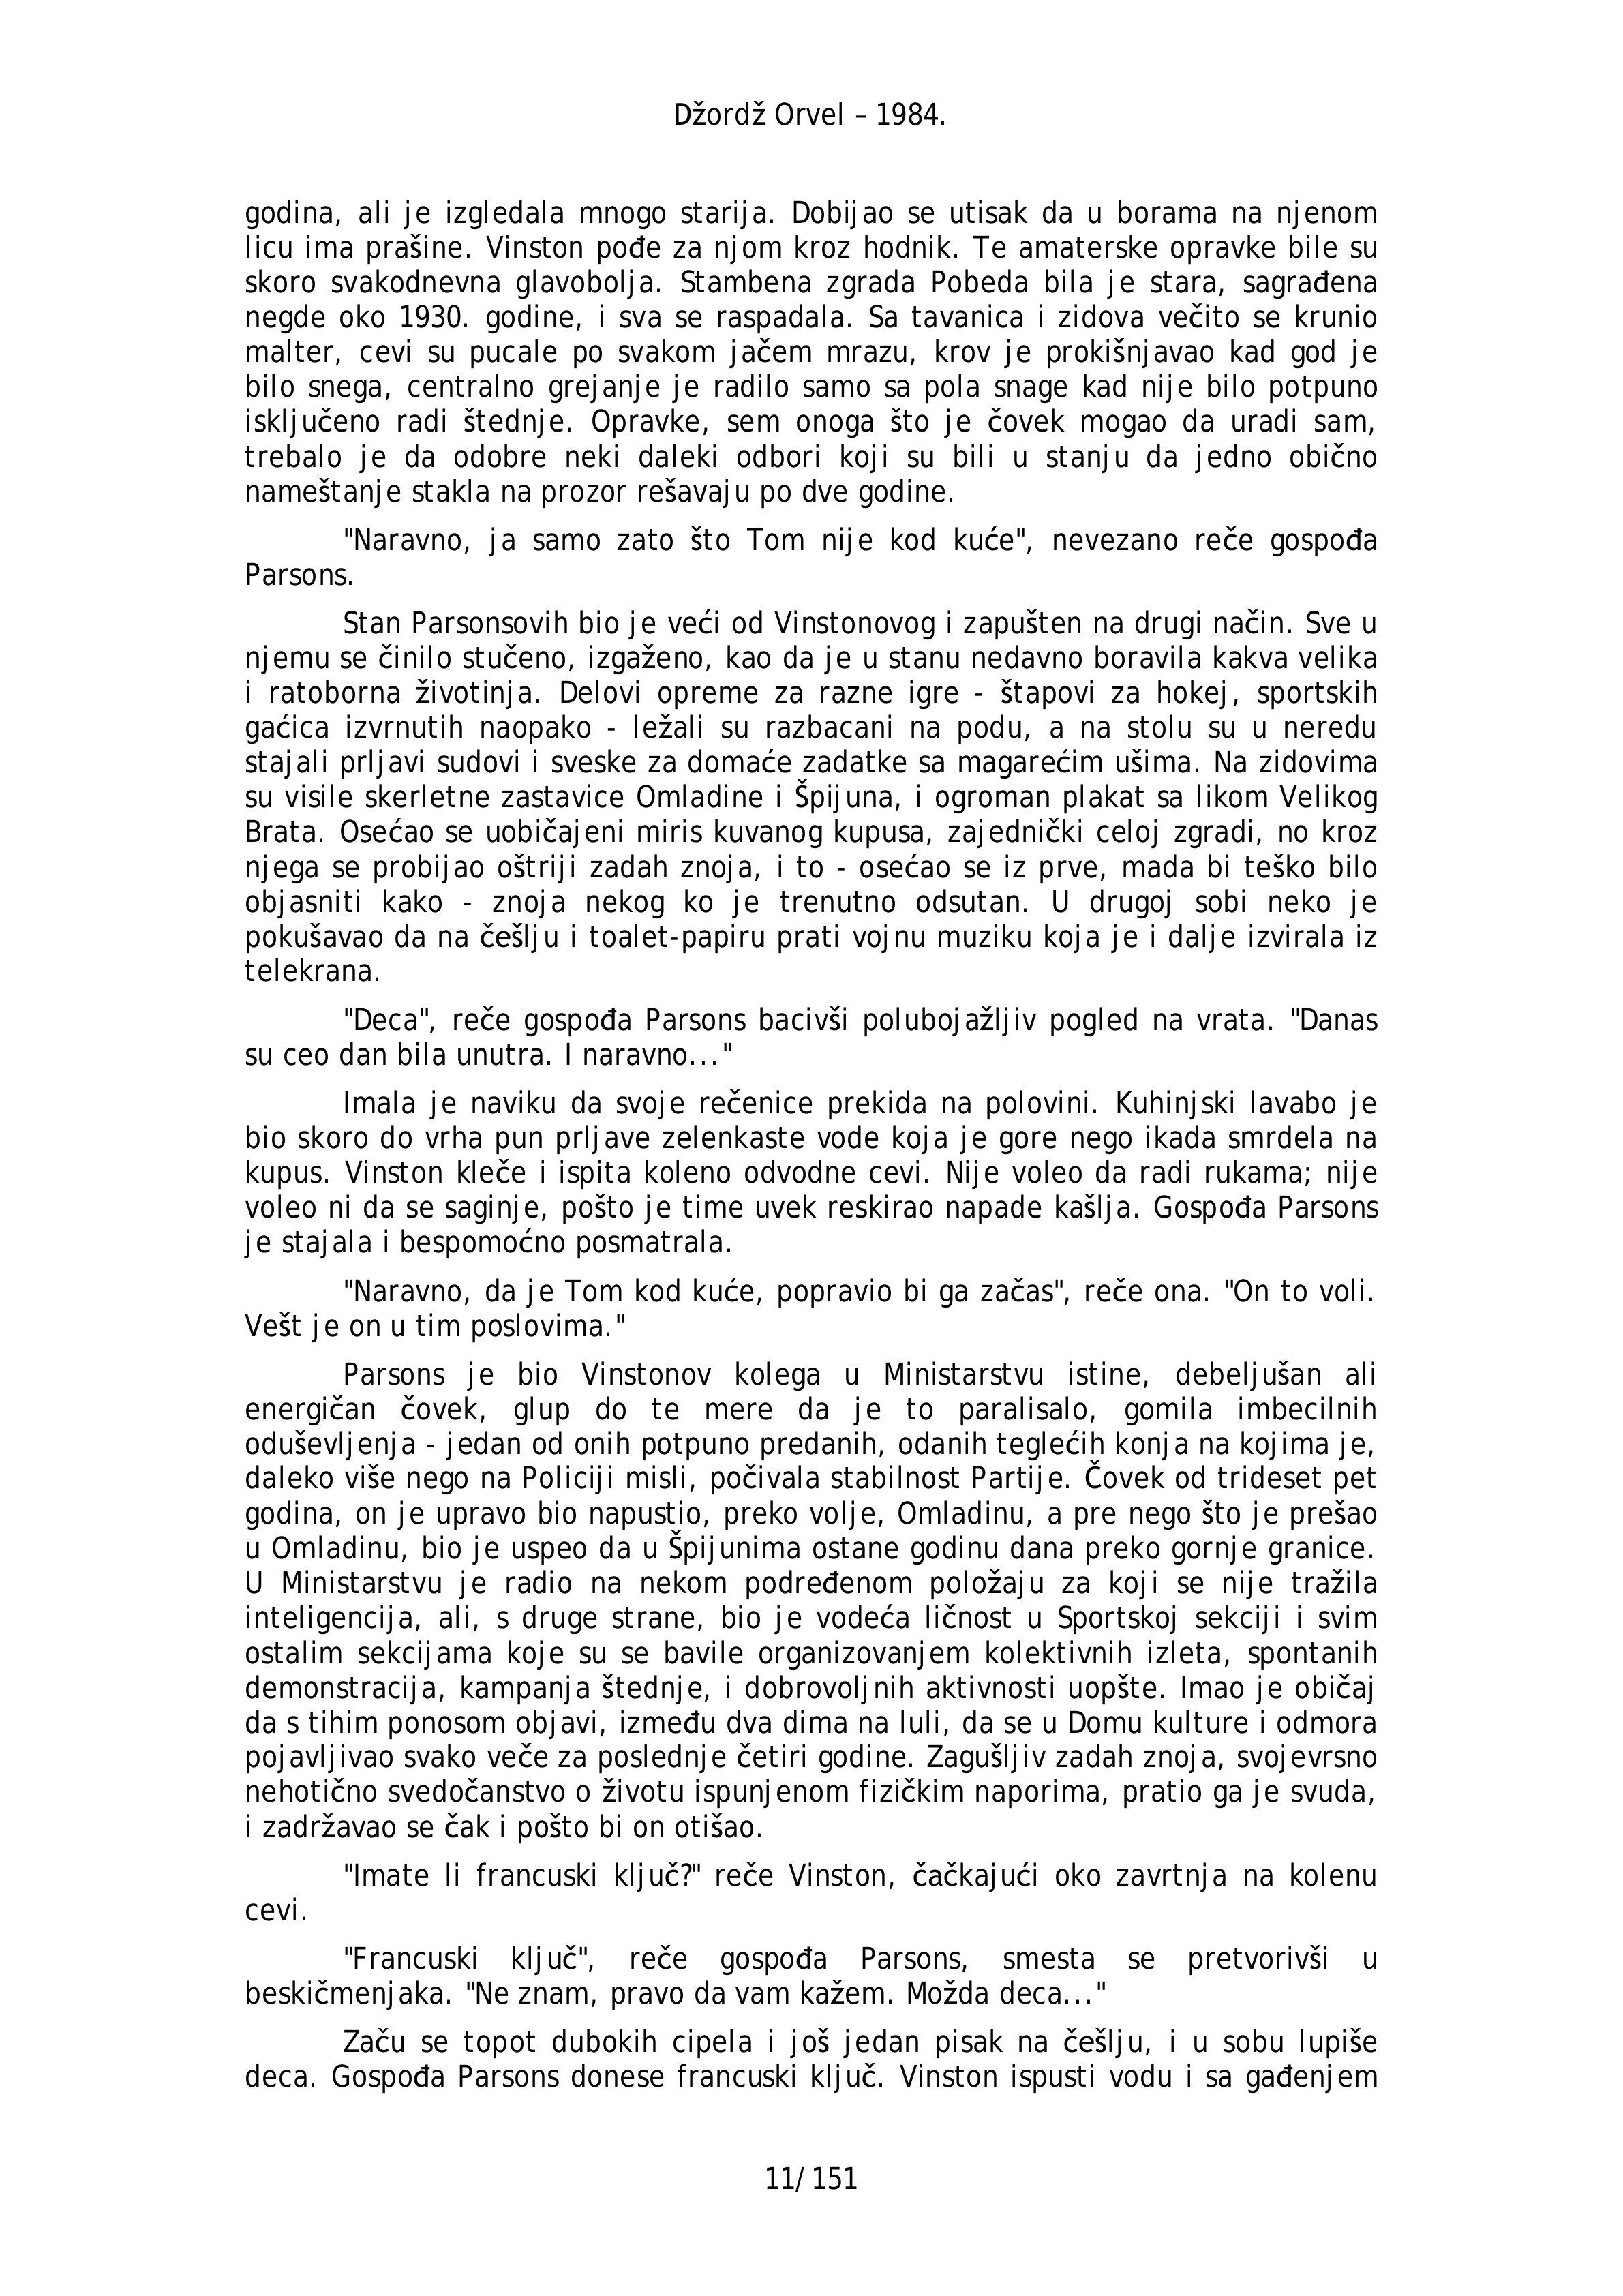 Džordž Orvel – 1984.
godina, ali je izgledala mnogo starija. Dobijao se utisak da u borama na njenom
licu ima prašine. Vinston pođe za njom kroz hodnik. Te amaterske opravke bile su
skoro svakodnevna glavobolja. Stambena zgrada Pobeda bila je stara, sagrađena
negde oko 1930. godine, i sva se raspadala. Sa tavanica i zidova večito se krunio
malter, cevi su pucale po svakom jačem mrazu, krov je prokišnjavao kad god je
bilo snega, centralno grejanje je radilo samo sa pola snage kad nije bilo potpuno
isključeno radi štednje. Opravke, sem onoga što je čovek mogao da uradi sam,
trebalo je da odobre neki daleki odbori koji su bili u stanju da jedno obično
nameštanje stakla na prozor rešavaju po dve godine.
"Naravno, ja samo zato što Tom nije kod kuće", nevezano reče gospođa
Parsons.
Stan Parsonsovih bio je veći od Vinstonovog i zapušten na drugi način. Sve u
njemu se činilo stučeno, izgaženo, kao da je u stanu nedavno boravila kakva velika
i ratoborna životinja. Delovi opreme za razne igre - štapovi za hokej, sportskih
gaćica izvrnutih naopako - ležali su razbacani na podu, a na stolu su u neredu
stajali prljavi sudovi i sveske za domaće zadatke sa magarećim ušima. Na zidovima
su visile skerletne zastavice Omladine i Špijuna, i ogroman plakat sa likom Velikog
Brata. Osećao se uobičajeni miris kuvanog kupusa, zajednički celoj zgradi, no kroz
njega se probijao oštriji zadah znoja, i to - osećao se iz prve, mada bi teško bilo
objasniti kako - znoja nekog ko je trenutno odsutan. U drugoj sobi neko je
pokušavao da na češlju i toalet-papiru prati vojnu muziku koja je i dalje izvirala iz
telekrana.
"Deca", reče gospođa Parsons bacivši polubojažljiv pogled na vrata. "Danas
su ceo dan bila unutra. I naravno..."
Imala je naviku da svoje rečenice prekida na polovini. Kuhinjski lavabo je
bio skoro do vrha pun prljave zelenkaste vode koja je gore nego ikada smrdela na
kupus. Vinston kleče i ispita koleno odvodne cevi. Nije voleo da radi rukama; nije
voleo ni da se saginje, pošto je time uvek reskirao napade kašlja. Gospođa Parsons
je stajala i bespomoćno posmatrala.
"Naravno, da je Tom kod kuće, popravio bi ga začas", reče ona. "On to voli.
Vešt je on u tim poslovima."
Parsons je bio Vinstonov kolega u Ministarstvu istine, debeljušan ali
energičan čovek, glup do te mere da je to paralisalo, gomila imbecilnih
oduševljenja - jedan od onih potpuno predanih, odanih teglećih konja na kojima je,
daleko više nego na Policiji misli, počivala stabilnost Partije. Čovek od trideset pet
godina, on je upravo bio napustio, preko volje, Omladinu, a pre nego što je prešao
u Omladinu, bio je uspeo da u Špijunima ostane godinu dana preko gornje granice.
U Ministarstvu je radio na nekom podređenom položaju za koji se nije tražila
inteligencija, ali, s druge strane, bio je vodeća ličnost u Sportskoj sekciji i svim
ostalim sekcijama koje su se bavile organizovanjem kolektivnih izleta, spontanih
demonstracija, kampanja štednje, i dobrovoljnih aktivnosti uopšte. Imao je običaj
da s tihim ponosom objavi, između dva dima na luli, da se u Domu kulture i odmora
pojavljivao svako veče za poslednje četiri godine. Zagušljiv zadah znoja, svojevrsno
nehotično svedočanstvo o životu ispunjenom fizičkim naporima, pratio ga je svuda,
i zadržavao se čak i pošto bi on otišao.
"Imate li francuski ključ?" reče Vinston, čačkajući oko zavrtnja na kolenu
cevi.
"Francuski ključ", reče gospođa Parsons, smesta se pretvorivši u
beskičmenjaka. "Ne znam, pravo da vam kažem. Možda deca..."
Začu se topot dubokih cipela i još jedan pisak na češlju, i u sobu lupiše
deca. Gospođa Parsons donese francuski ključ. Vinston ispusti vodu i sa gađenjem
11/ 151